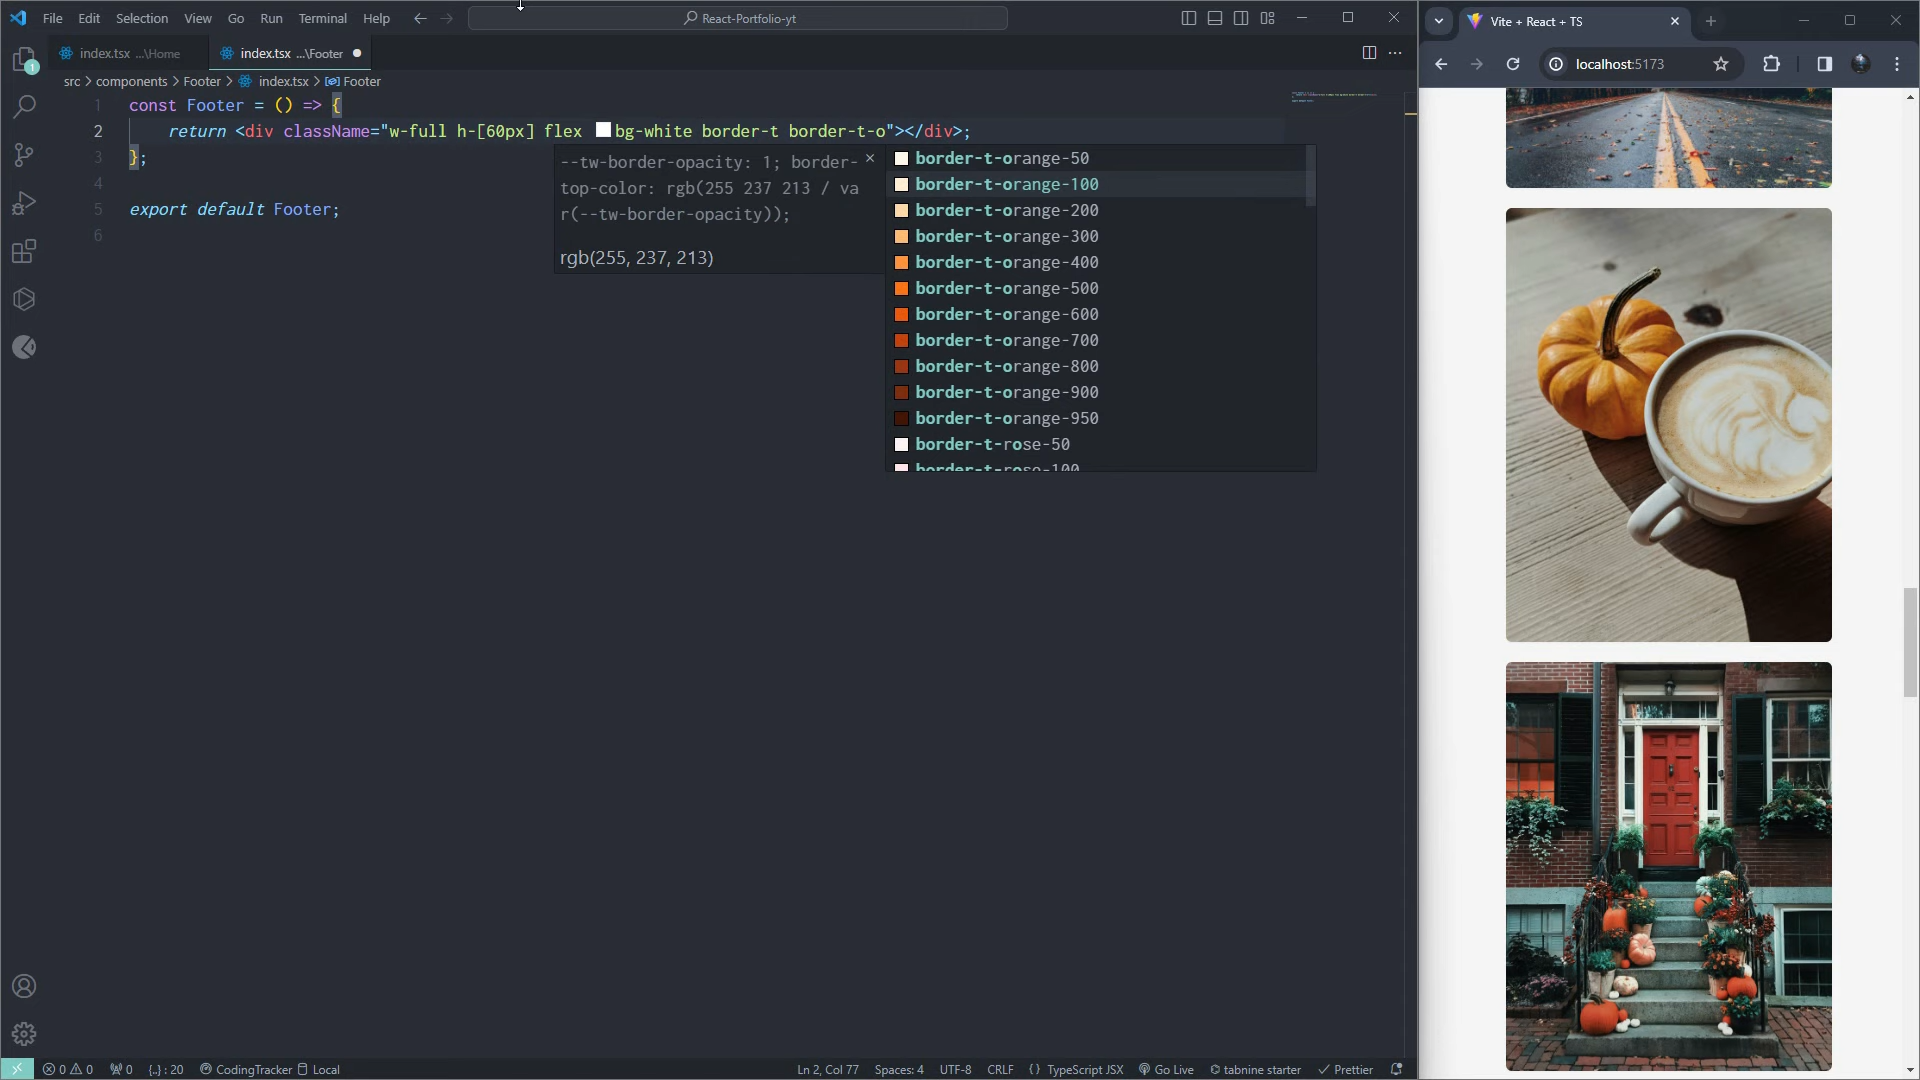 File Edit Selection View Go Run Terminal Help
React-Portfolio-yt
index.tsx ...\Home
index.tsx ...\Footer
src > components > Footer > index.tsx > Footer
1 const Footer = () => {
2 return <div className="w-full h-[60px] flex bg-white border-t border-t-o"></div>;
3 };
4
5 export default Footer;
6
--tw-border-opacity: 1; border-
top-color: rgb(255 237 213 / va
r(--tw-border-opacity));
rgb(255, 237, 213)
border-t-orange-50
border-t-orange-100
border-t-orange-200
border-t-orange-300
border-t-orange-400
border-t-orange-500
border-t-orange-600
border-t-orange-700
border-t-orange-800
border-t-orange-900
border-t-orange-950
border-t-rose-50
border-t-rose-100
1
0 0 0 {..} : 20 CodingTracker Local
Ln 2, Col 77 Spaces: 4 UTF-8 CRLF {} TypeScript JSX Go Live tabnine starter Prettier
Vite + React + TS
localhost:5173